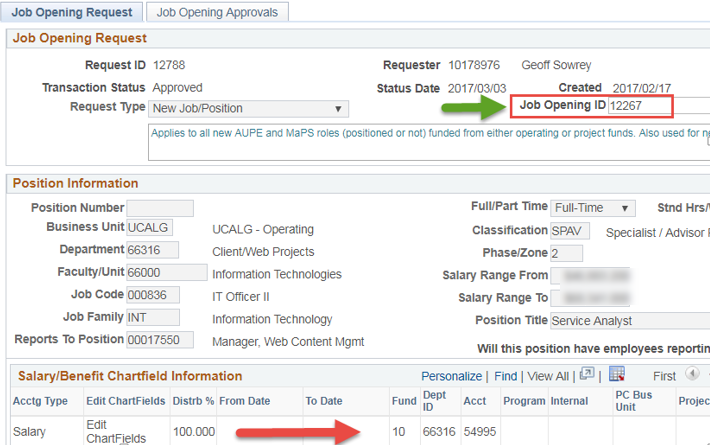 Job Opening Request Job Opening Approvals
Job Opening Request
Request ID 12788 Requester 10178976 Geoff Sowrey
Transaction Status Approved Status Date 2017/03/03 Created 2017/02/17
Request Type New Job/Position Job Opening ID 12267
Applies to all new AUPE and MaPS roles (positioned or not) funded from either operating or project funds. Also used for
Position Information
Position Number Full/Part Time Full-Time Stnd Hrs/
Business Unit UCALG UCALG - Operating Classification SPAV Specialist / Advisor
Department 66316 Client/Web Projects Phase/Zone 2
Faculty/Unit 66000 Information Technologies Salary Range From
Job Code 000836 IT Officer II Salary Range To
Job Family INT Information Technology Position Title Service Analyst
Reports To Position 00017550 Manager, Web Content Mgmt
Will this position have employees reporting
Salary/Benefit Chartfield Information Personalize | Find | View All | | First
Acctg Type Edit ChartFields Distrb % From Date To Date Fund Dept ID Acct Program Internal PC Bus Unit Project
Salary Edit ChartFields 100.000 10 66316 54995